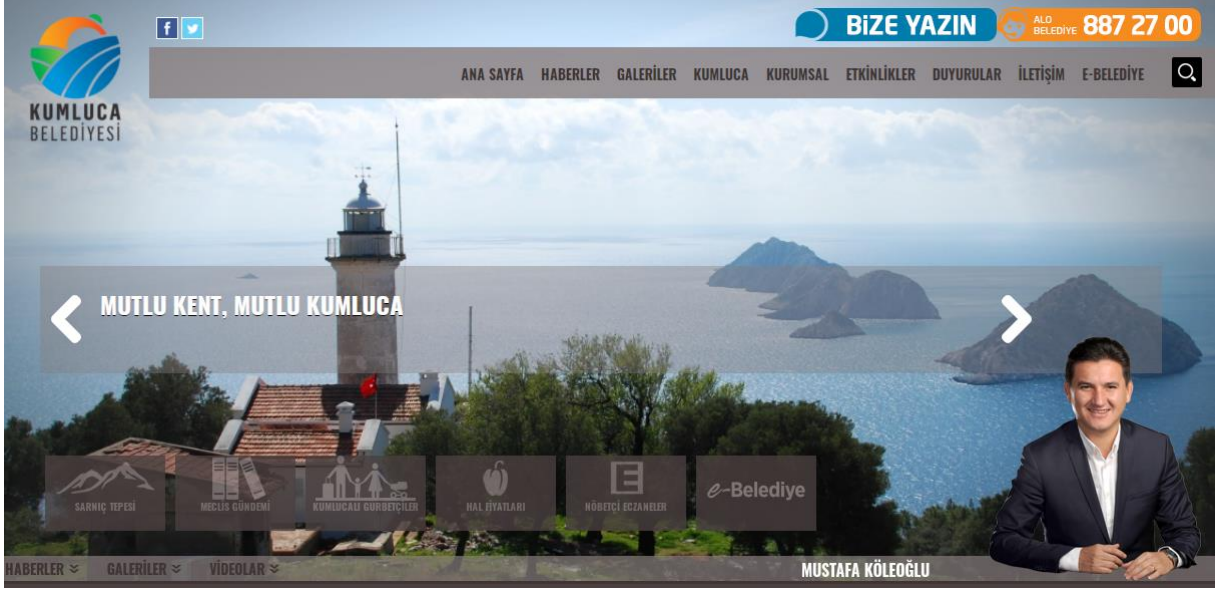 BiZE YAZIN
ALO
BELEDİYE 887 27 00
ANA SAYFA HABERLER GALERİLER KUMLUCA KURUMSAL ETKİNLİKLER DUYURULAR İLETİŞİM E-BELEDİYE
KUMLUCA
BELEDİYESİ
MUTLU KENT, MUTLU KUMLUCA
SARNIÇ TEPESİ
MECLİS GÜNDEMİ
KUMLUCALI GURBETÇİLER
HAL FİYATLARI
NÖBETÇİ ECZANELER
e-Belediye
HABERLER GALERİLER VİDEOLAR
MUSTAFA KÖLEOĞLU